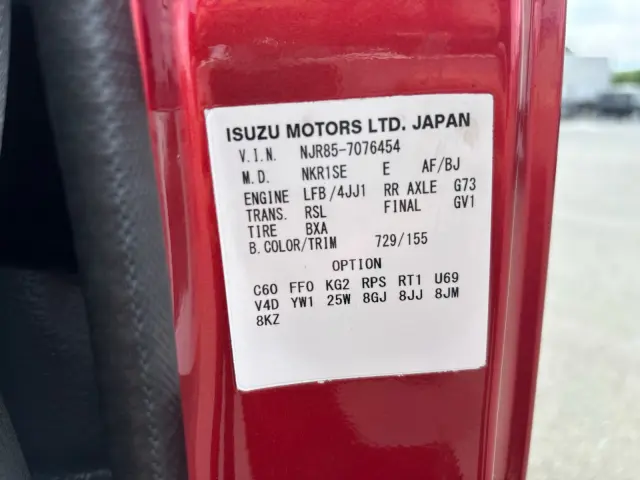 ISUZU MOTORS LTD. JAPAN
V.I.N. NJR85-7076454
M.D. NKR1SE E AF/BJ
ENGINE LFB/4JJ1 RR AXLE G73
TRANS. RSL FINAL GV1
TIRE BXA
B.COLOR/TRIM 729/155
OPTION
C60 FF0 KG2 RPS RT1 U69
V4D YW1 25W 8GJ 8JJ 8JM
8KZ